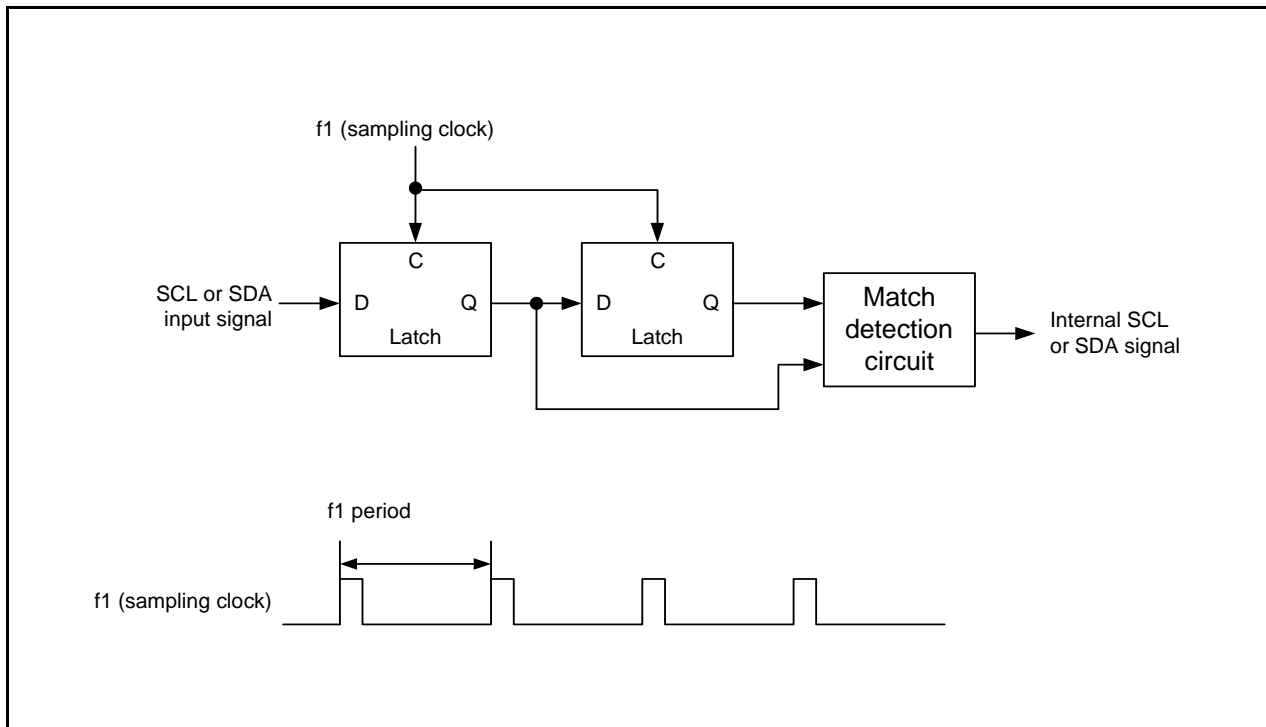 f1 (sampling clock)
C
C
SCL or SDA
input signal
D
Q
D
Q
Latch
Latch
Match
detection
circuit
Internal SCL
or SDA signal
f1 period
f1 (sampling clock)